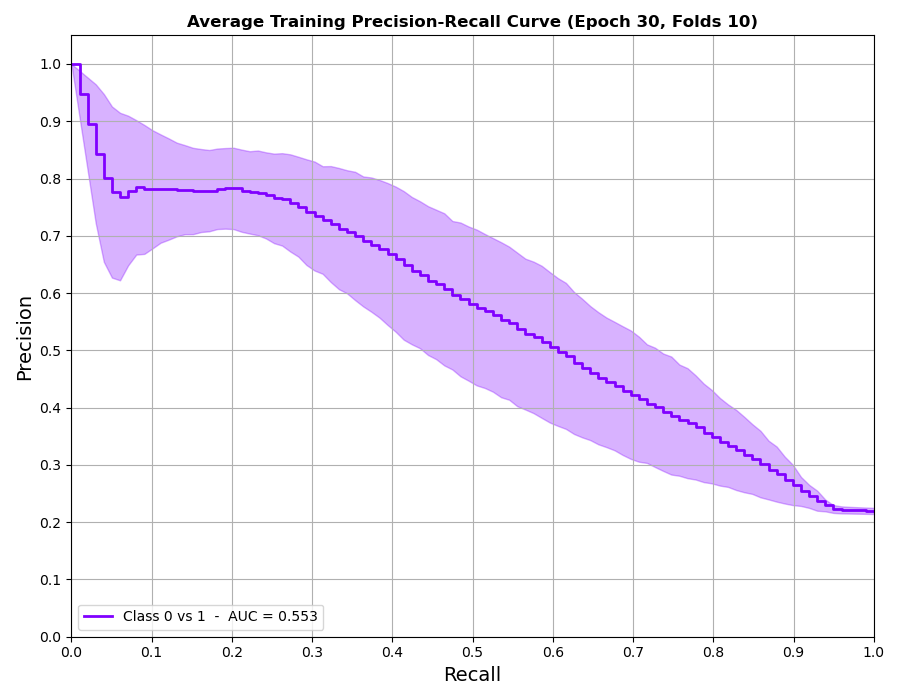 Average Training Precision-Recall Curve (Epoch 30, Folds 10)
Precision
1.0
0.9
0.8
0.7
0.6
0.5
0.4
0.3
0.2
0.1
0.0
Class 0 vs 1 - AUC = 0.553
0.0 0.1 0.2 0.3 0.4 0.5 0.6 0.7 0.8 0.9 1.0
Recall